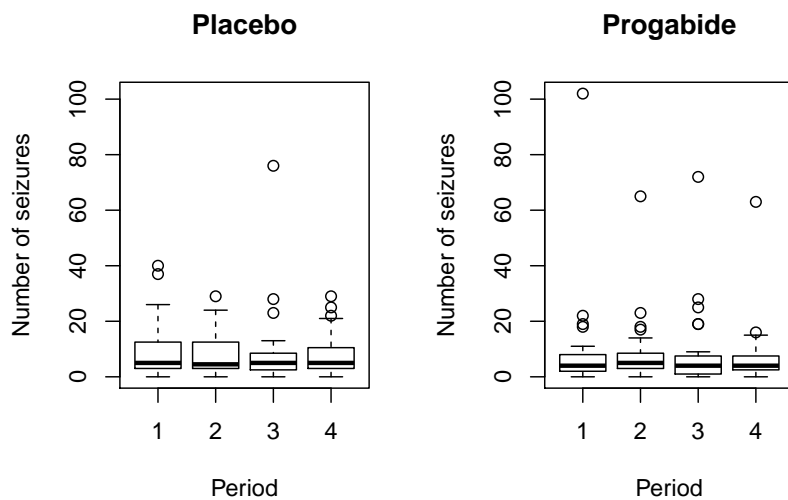 Placebo
Number of seizures
0 20 40 60 80 100
1 2 3 4
Period
Progabide
Number of seizures
0 20 40 60 80 100
1 2 3 4
Period